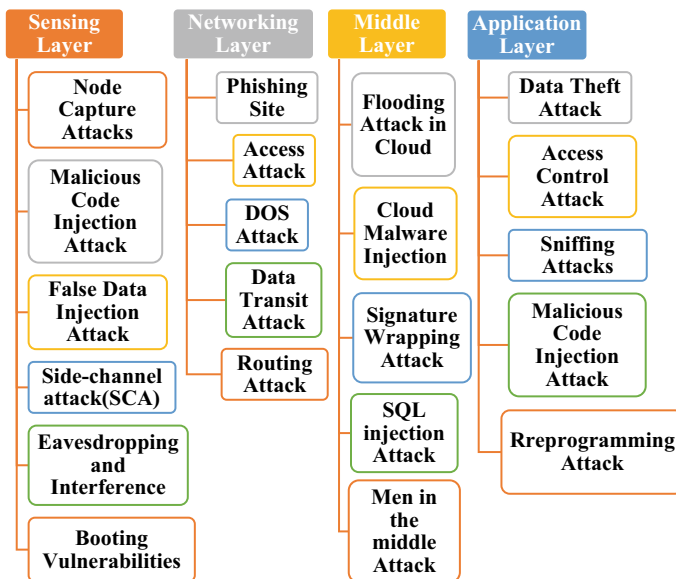 Sensing
Layer
Node
Capture
Attacks
Malicious
Code
Injection
Attack
False Data
Injection
Attack
Side-channel
attack(SCA)
Eavesdropping
and
Interference
Booting
Vulnerabilities
Networking
Layer
Phishing
Site
Access
Attack
DOS
Attack
Data
Transit
Attack
Routing
Attack
Middle
Layer
Flooding
Attack in
Cloud
Cloud
Malware
Injection
Signature
Wrapping
Attack
SQL
injection
Attack
Men in
the
middle
Attack
Application
Layer
Data Theft
Attack
Access
Control
Attack
Sniffing
Attacks
Malicious
Code
Injection
Attack
Rreprogramming
Attack